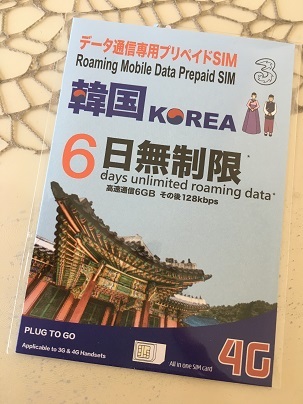 データ通信専用プリペイドSIM
Roaming Mobile Data Prepaid SIM
3
韓国 KOREA
6日無制限*
days unlimited roaming data*
高速通信6GB その後128kbps
PLUG TO GO
Applicable to 3G & 4G Handsets
All in one SIM card
4G